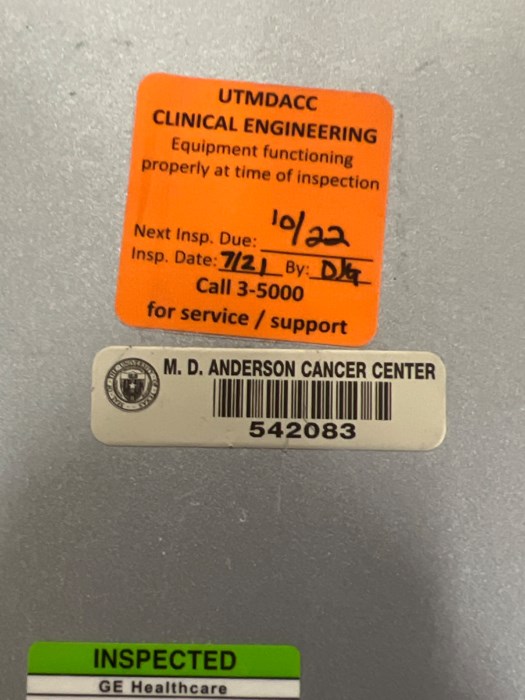 UTMDACC
CLINICAL ENGINEERING
Equipment functioning
properly at time of inspection
Next Insp. Due: 10/22
Insp. Date: 7/21 By: D/G
Call 3-5000
for service / support
M. D. ANDERSON CANCER CENTER
542083
INSPECTED
GE Healthcare